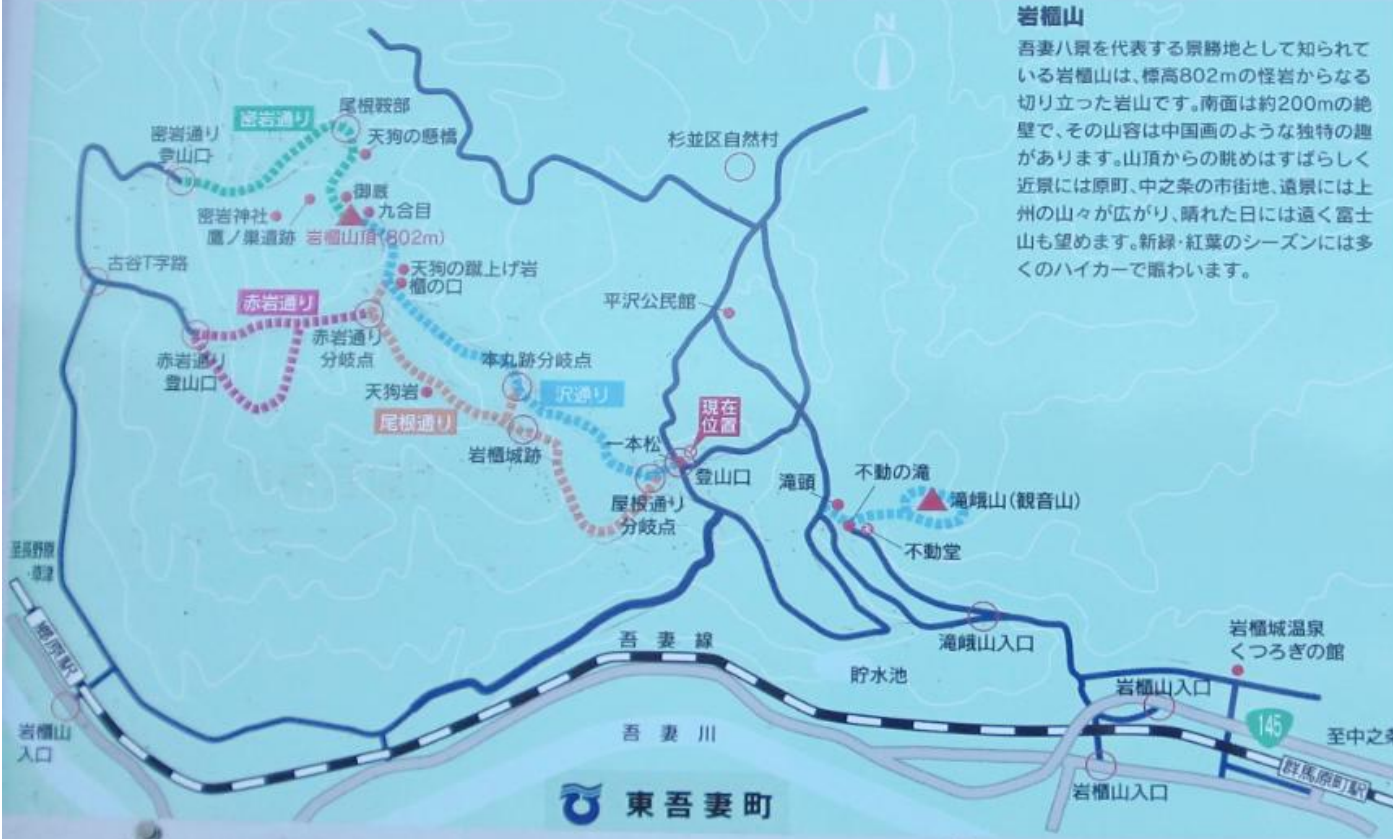 岩櫃山
吾妻八景を代表する景勝地として知られて
いる岩櫃山は、標高802mの怪岩からなる
切り立った岩山です。南面は約200mの絶
壁で、その山容は中国画のような独特の趣
があります。山頂からの眺めはすばらしく
近景には原町、中之条の市街地、遠景には上
州の山々が広がり、晴れた日には遠く富士
山も望めます。新緑・紅葉のシーズンには多
くのハイカーで賑わいます。
N
尾根鞍部
密岩通り
天狗の懸橋
密岩通り
登山口
杉並区自然村
御厩
九合目
密岩神社
鷹ノ巣遺跡
岩櫃山頂(802m)
古谷T字路
天狗の蹴上げ岩
櫃の口
赤岩通り
平沢公民館
赤岩通り
分岐点
赤岩通り
登山口
本丸跡分岐点
天狗岩
沢通り
尾根通り
現在
位置
岩櫃城跡
一本松
登山口
屋根通り
分岐点
滝頭
不動の滝
滝峨山(観音山)
不動堂
至長野原
・草津
郷原駅
岩櫃山
入口
吾妻線
滝峨山入口
貯水池
岩櫃城温泉
くつろぎの館
岩櫃山入口
145
至中之条
吾妻川
群馬原町駅
岩櫃山入口
東吾妻町